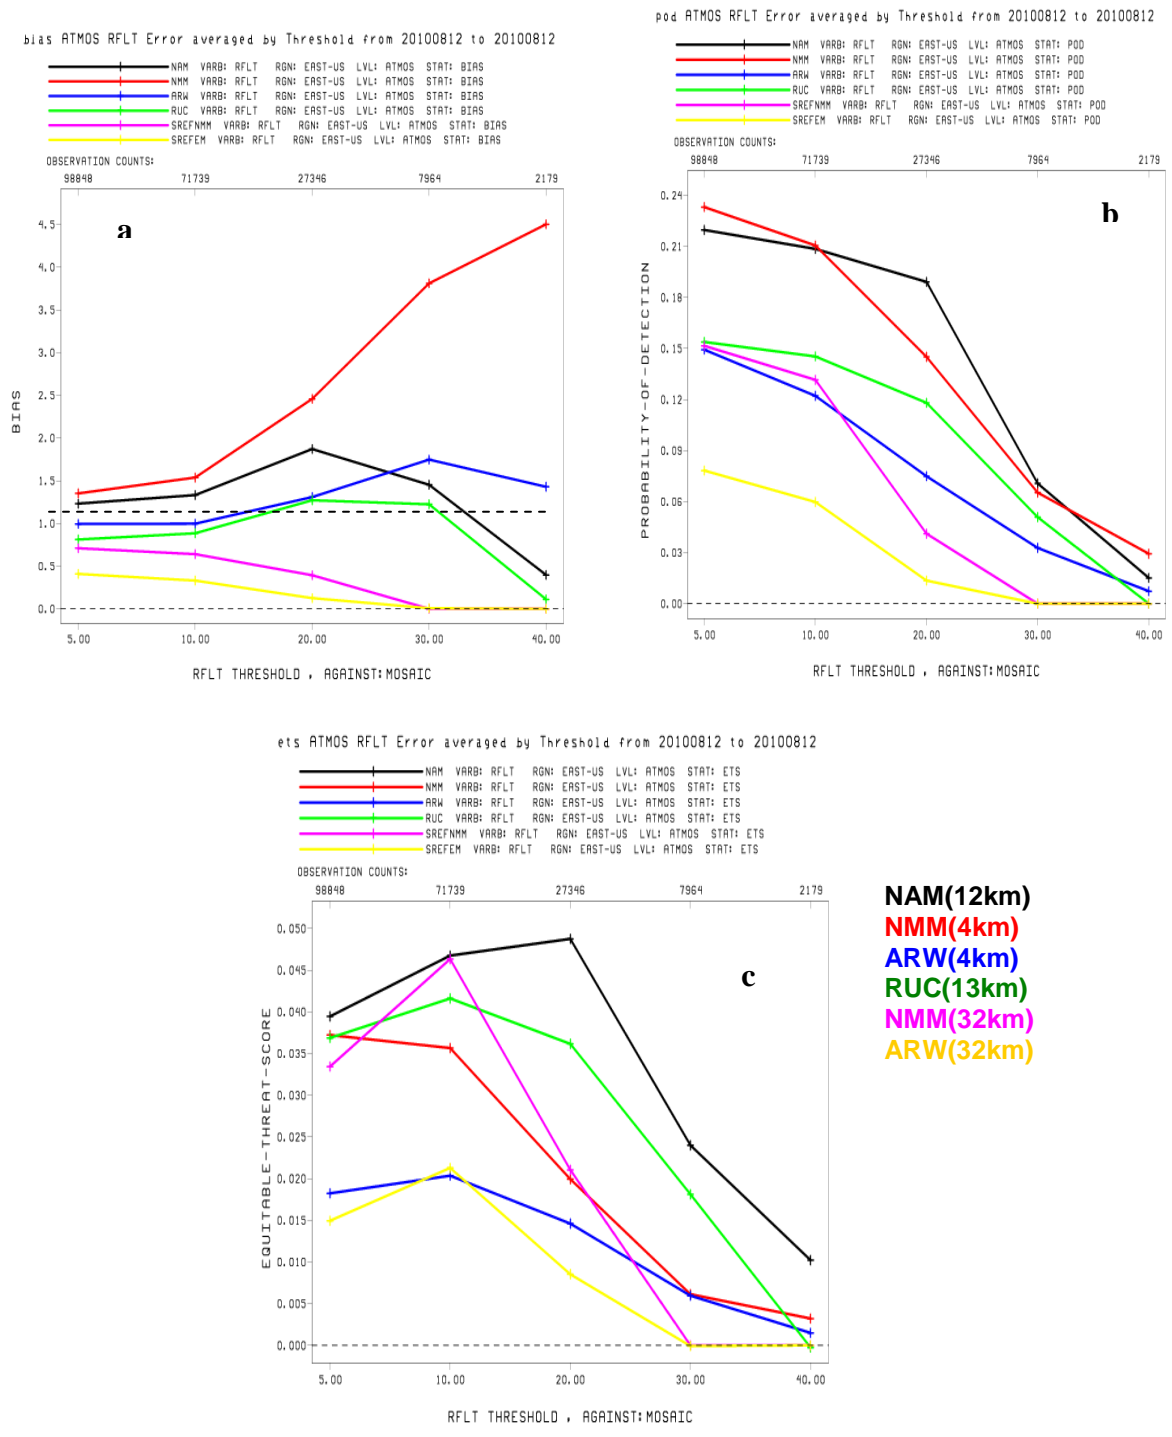 bias ATMOS RFLT Error averaged by Threshold from 20100812 to 20100812
NAM VARB: RFLT RGN: EAST-US LVL: ATMOS STAT: BIAS
NMM VARB: RFLT RGN: EAST-US LVL: ATMOS STAT: BIAS
ARW VARB: RFLT RGN: EAST-US LVL: ATMOS STAT: BIAS
RUC VARB: RFLT RGN: EAST-US LVL: ATMOS STAT: BIAS
SREFNMM VARB: RFLT RGN: EAST-US LVL: ATMOS STAT: BIAS
SREFEM VARB: RFLT RGN: EAST-US LVL: ATMOS STAT: BIAS
OBSERVATION COUNTS:
98848 71739 27346 7964 2179
a
4.5
4.0
3.5
3.0
2.5
2.0
1.5
1.0
0.5
0.0
BIAS
5.00 10.00 20.00 30.00 40.00
RFLT THRESHOLD , AGAINST:MOSAIC
pod ATMOS RFLT Error averaged by Threshold from 20100812 to 20100812
NAM VARB: RFLT RGN: EAST-US LVL: ATMOS STAT: POD
NMM VARB: RFLT RGN: EAST-US LVL: ATMOS STAT: POD
ARW VARB: RFLT RGN: EAST-US LVL: ATMOS STAT: POD
RUC VARB: RFLT RGN: EAST-US LVL: ATMOS STAT: POD
SREFNMM VARB: RFLT RGN: EAST-US LVL: ATMOS STAT: POD
SREFEM VARB: RFLT RGN: EAST-US LVL: ATMOS STAT: POD
OBSERVATION COUNTS:
98848 71739 27346 7964 2179
b
0.24
0.21
0.18
0.15
0.12
0.09
0.06
0.03
0.00
PROBABILITY-OF-DETECTION
5.00 10.00 20.00 30.00 40.00
RFLT THRESHOLD , AGAINST:MOSAIC
ets ATMOS RFLT Error averaged by Threshold from 20100812 to 20100812
NAM VARB: RFLT RGN: EAST-US LVL: ATMOS STAT: ETS
NMM VARB: RFLT RGN: EAST-US LVL: ATMOS STAT: ETS
ARW VARB: RFLT RGN: EAST-US LVL: ATMOS STAT: ETS
RUC VARB: RFLT RGN: EAST-US LVL: ATMOS STAT: ETS
SREFNMM VARB: RFLT RGN: EAST-US LVL: ATMOS STAT: ETS
SREFEM VARB: RFLT RGN: EAST-US LVL: ATMOS STAT: ETS
OBSERVATION COUNTS:
98848 71739 27346 7964 2179
c
0.050
0.045
0.040
0.035
0.030
0.025
0.020
0.015
0.010
0.005
0.000
EQUITABLE-THREAT-SCORE
5.00 10.00 20.00 30.00 40.00
RFLT THRESHOLD , AGAINST:MOSAIC
NAM(12km)
NMM(4km)
ARW(4km)
RUC(13km)
NMM(32km)
ARW(32km)